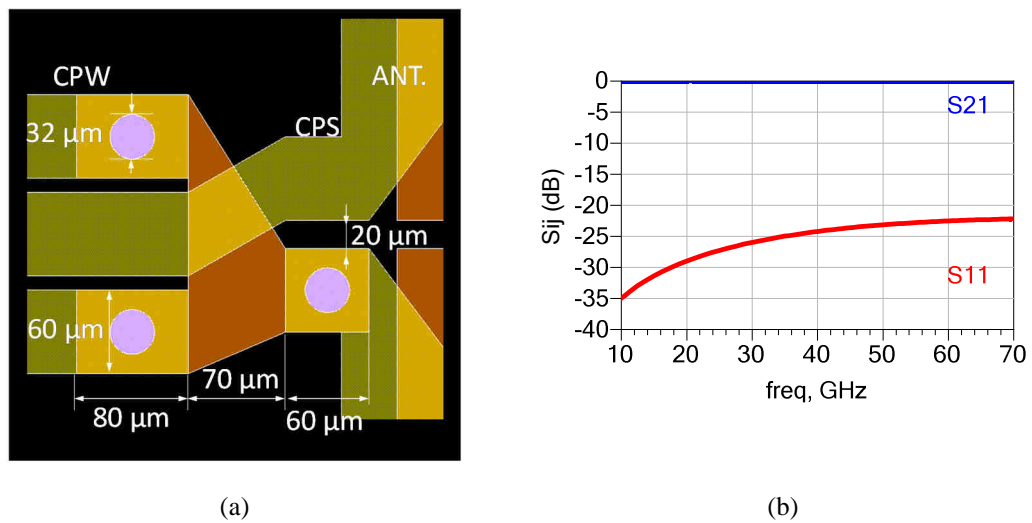 CPW
ANT.
32 µm
CPS
20 µm
60 µm
70 µm
80 µm
60 µm
(a)
0
-5
-10
-15
-20
-25
-30
-35
-40
Sij (dB)
S21
S11
10 20 30 40 50 60 70
freq, GHz
(b)